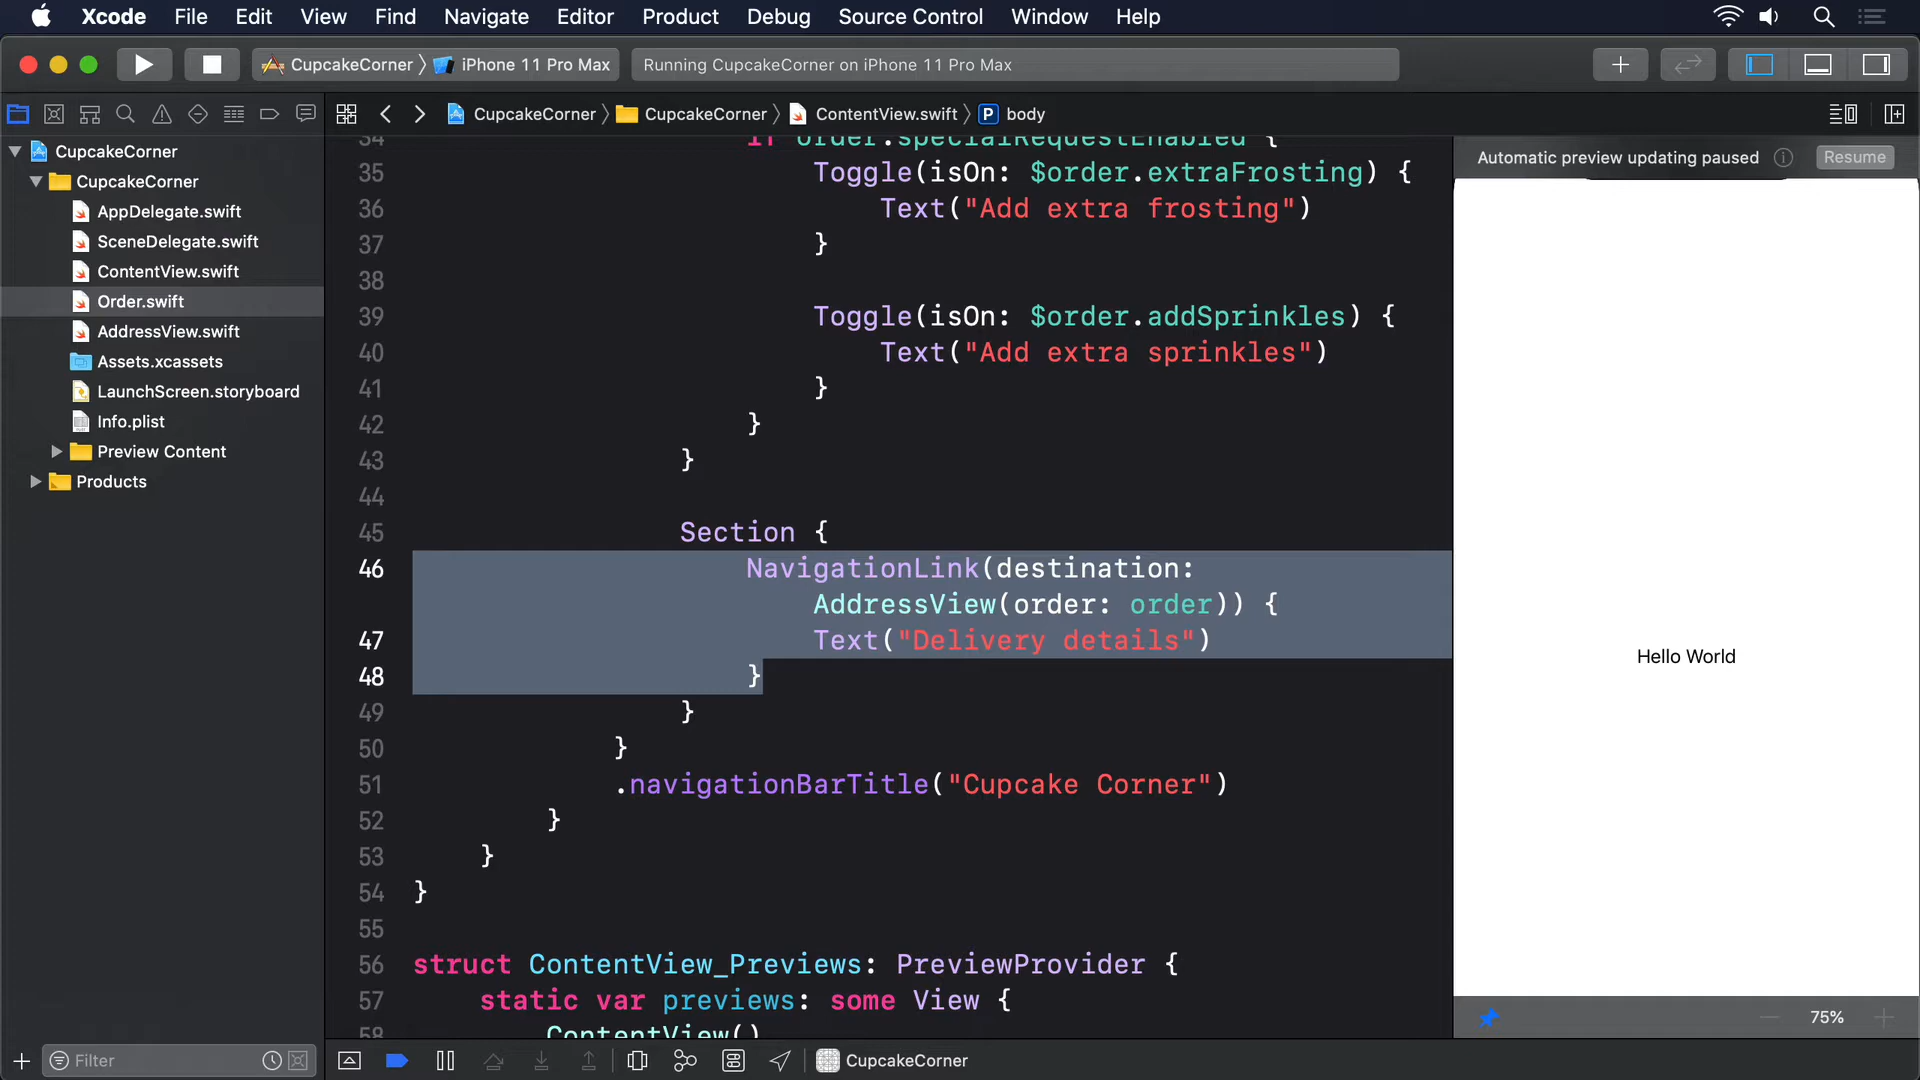 Xcode File Edit View Find Navigate Editor Product Debug Source Control Window Help
CupcakeCorner iPhone 11 Pro Max Running CupcakeCorner on iPhone 11 Pro Max
CupcakeCorner CupcakeCorner ContentView.swift P body
CupcakeCorner
CupcakeCorner
AppDelegate.swift
SceneDelegate.swift
ContentView.swift
Order.swift
AddressView.swift
Assets.xcassets
LaunchScreen.storyboard
Info.plist
Preview Content
Products
34 if order.specialRequestEnabled {
35 Toggle(isOn: $order.extraFrosting) {
36 Text("Add extra frosting")
37 }
38
39 Toggle(isOn: $order.addSprinkles) {
40 Text("Add extra sprinkles")
41 }
42 }
43 }
44
45 Section {
46 NavigationLink(destination:
AddressView(order: order)) {
47 Text("Delivery details")
48 }
49 }
50 }
51 .navigationBarTitle("Cupcake Corner")
52 }
53 }
54 }
55
56 struct ContentView_Previews: PreviewProvider {
57 static var previews: some View {
58 ContentView()
Automatic preview updating paused Resume
Hello World
75%
Filter
CupcakeCorner